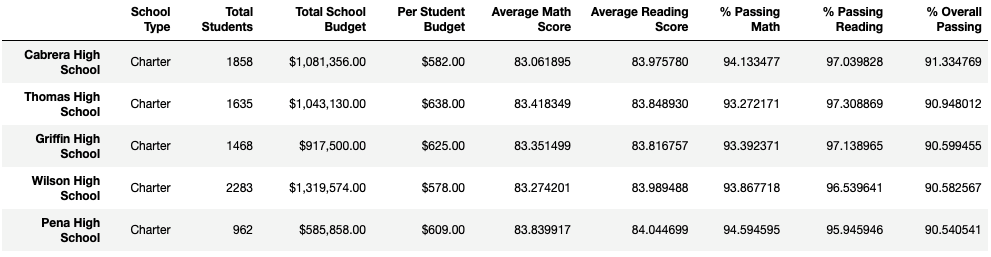 School Type Total Students Total School Budget Per Student Budget Average Math Score Average Reading Score % Passing Math % Passing Reading % Overall Passing
Cabrera High School Charter 1858 $1,081,356.00 $582.00 83.061895 83.975780 94.133477 97.039828 91.334769
Thomas High School Charter 1635 $1,043,130.00 $638.00 83.418349 83.848930 93.272171 97.308869 90.948012
Griffin High School Charter 1468 $917,500.00 $625.00 83.351499 83.816757 93.392371 97.138965 90.599455
Wilson High School Charter 2283 $1,319,574.00 $578.00 83.274201 83.989488 93.867718 96.539641 90.582567
Pena High School Charter 962 $585,858.00 $609.00 83.839917 84.044699 94.594595 95.945946 90.540541